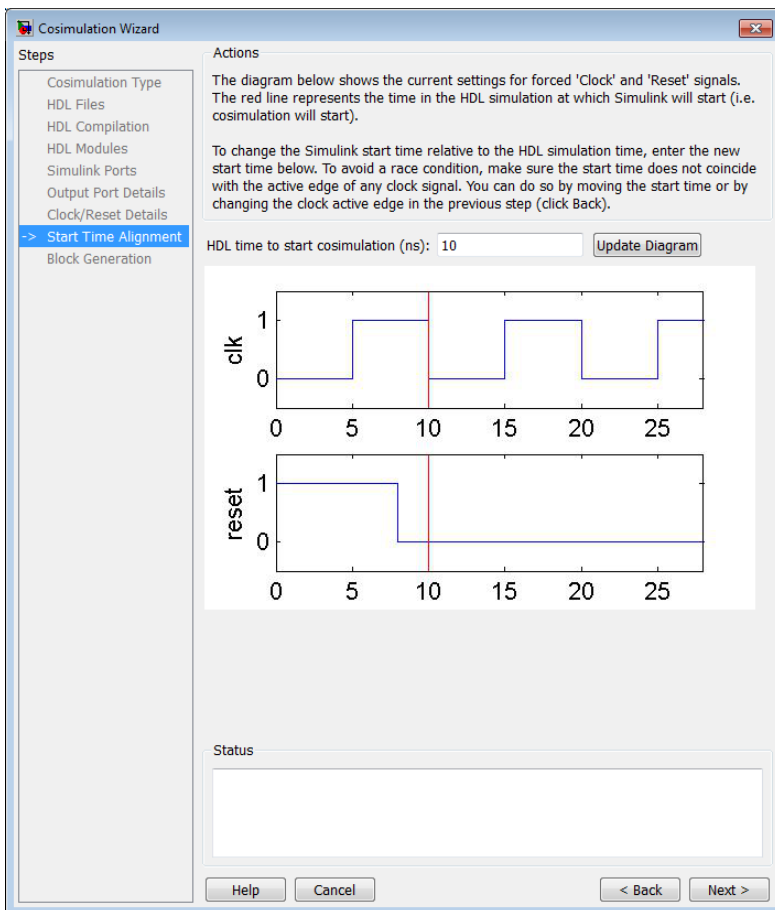 Cosimulation Wizard
Steps
Cosimulation Type
HDL Files
HDL Compilation
HDL Modules
Simulink Ports
Output Port Details
Clock/Reset Details
-> Start Time Alignment
Block Generation
Actions
The diagram below shows the current settings for forced 'Clock' and 'Reset' signals.
The red line represents the time in the HDL simulation at which Simulink will start (i.e.
cosimulation will start).
To change the Simulink start time relative to the HDL simulation time, enter the new
start time below. To avoid a race condition, make sure the start time does not coincide
with the active edge of any clock signal. You can do so by moving the start time or by
changing the clock active edge in the previous step (click Back).
HDL time to start cosimulation (ns): 10 Update Diagram
1
clk
0
0 5 10 15 20 25
1
reset
0
0 5 10 15 20 25
Status
Help Cancel < Back Next >